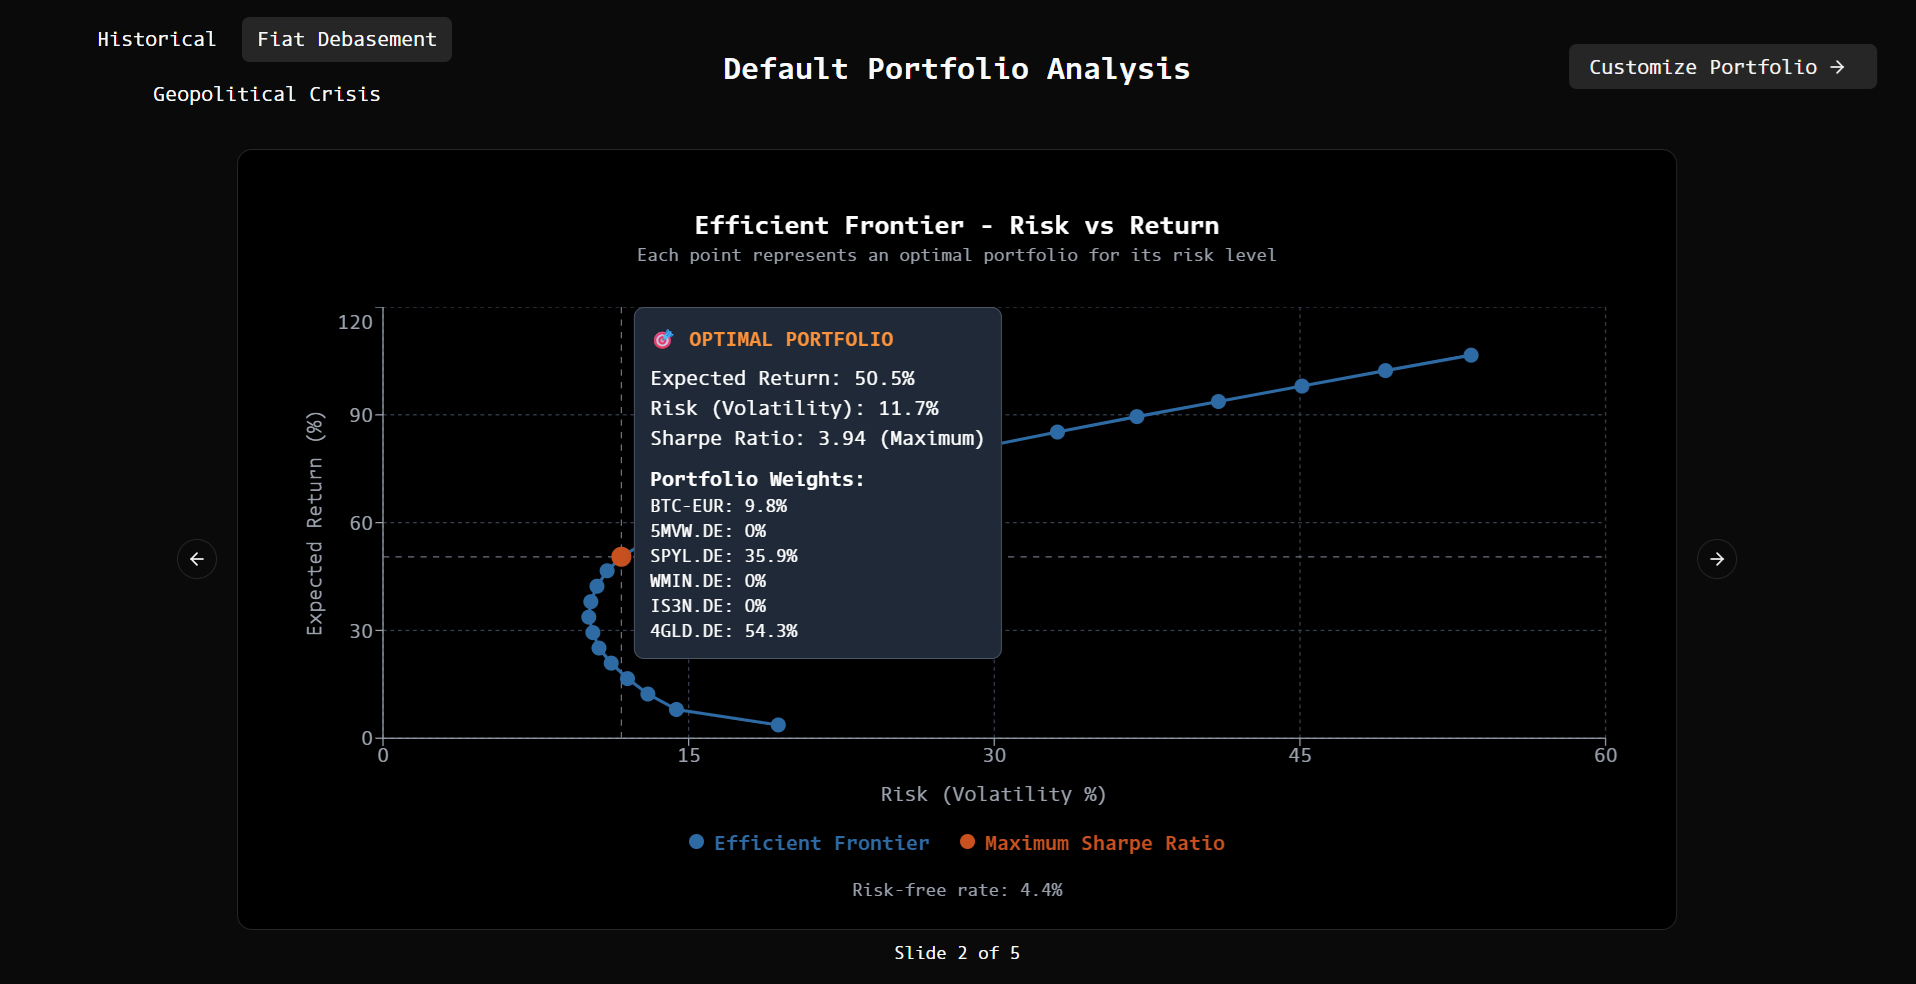 Historical
Fiat Debasement
Geopolitical Crisis
Default Portfolio Analysis
Customize Portfolio →
Efficient Frontier - Risk vs Return
Each point represents an optimal portfolio for its risk level
120
90
60
30
0
Expected Return (%)
🎯 OPTIMAL PORTFOLIO
Expected Return: 50.5%
Risk (Volatility): 11.7%
Sharpe Ratio: 3.94 (Maximum)
Portfolio Weights:
BTC-EUR: 9.8%
5MVW.DE: 0%
SPYL.DE: 35.9%
WMIN.DE: 0%
IS3N.DE: 0%
4GLD.DE: 54.3%
0 15 30 45 60
Risk (Volatility %)
Efficient Frontier
Maximum Sharpe Ratio
Risk-free rate: 4.4%
Slide 2 of 5